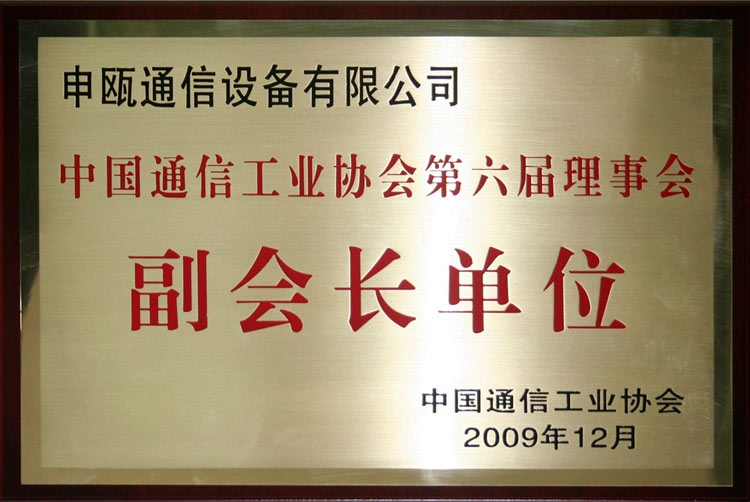 申瓯通信设备有限公司
中国通信工业协会第六届理事会
副会长单位
中国通信工业协会
2009年12月